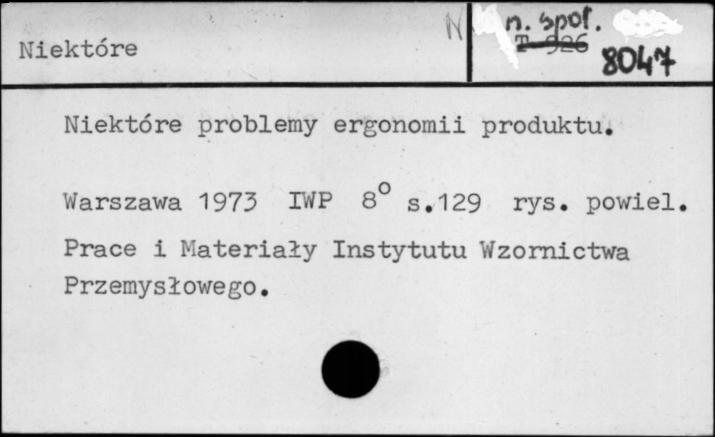 Niektóre
N
n. społ.
T 926
8047
Niektóre problemy ergonomii produktu.
Warszawa 1973 IWP 8° s.129 rys. powiel.
Prace i Materiały Instytutu Wzornictwa
Przemysłowego.